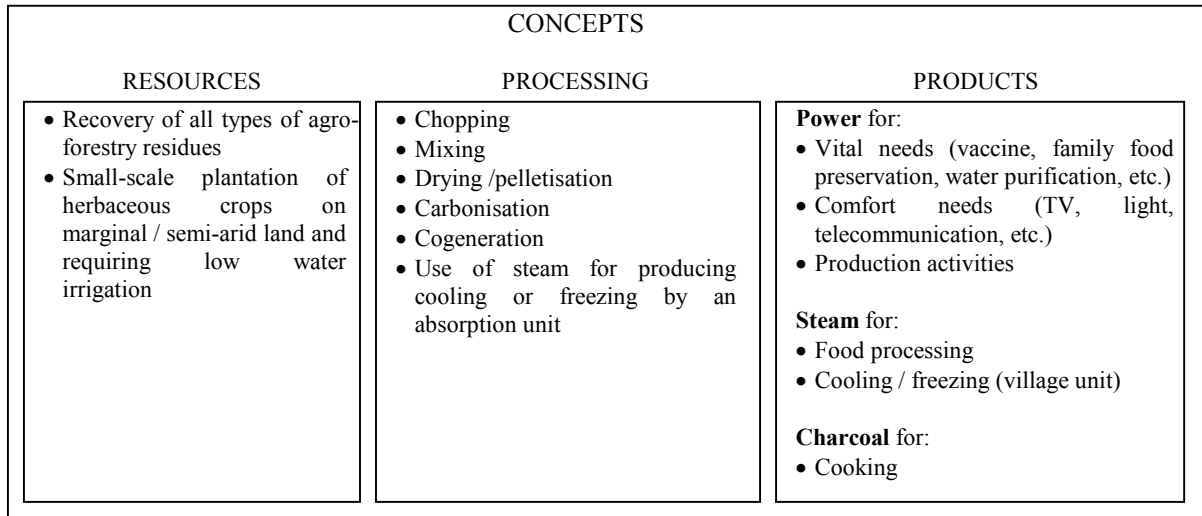 CONCEPTS
RESOURCES
• Recovery of all types of agro-
forestry residues
• Small-scale plantation of
herbaceous crops on
marginal / semi-arid land and
requiring low water
irrigation
PROCESSING
• Chopping
• Mixing
• Drying /pelletisation
• Carbonisation
• Cogeneration
• Use of steam for producing
cooling or freezing by an
absorption unit
PRODUCTS
Power for:
• Vital needs (vaccine, family food
preservation, water purification, etc.)
• Comfort needs (TV, light,
telecommunication, etc.)
• Production activities
Steam for:
• Food processing
• Cooling / freezing (village unit)
Charcoal for:
• Cooking